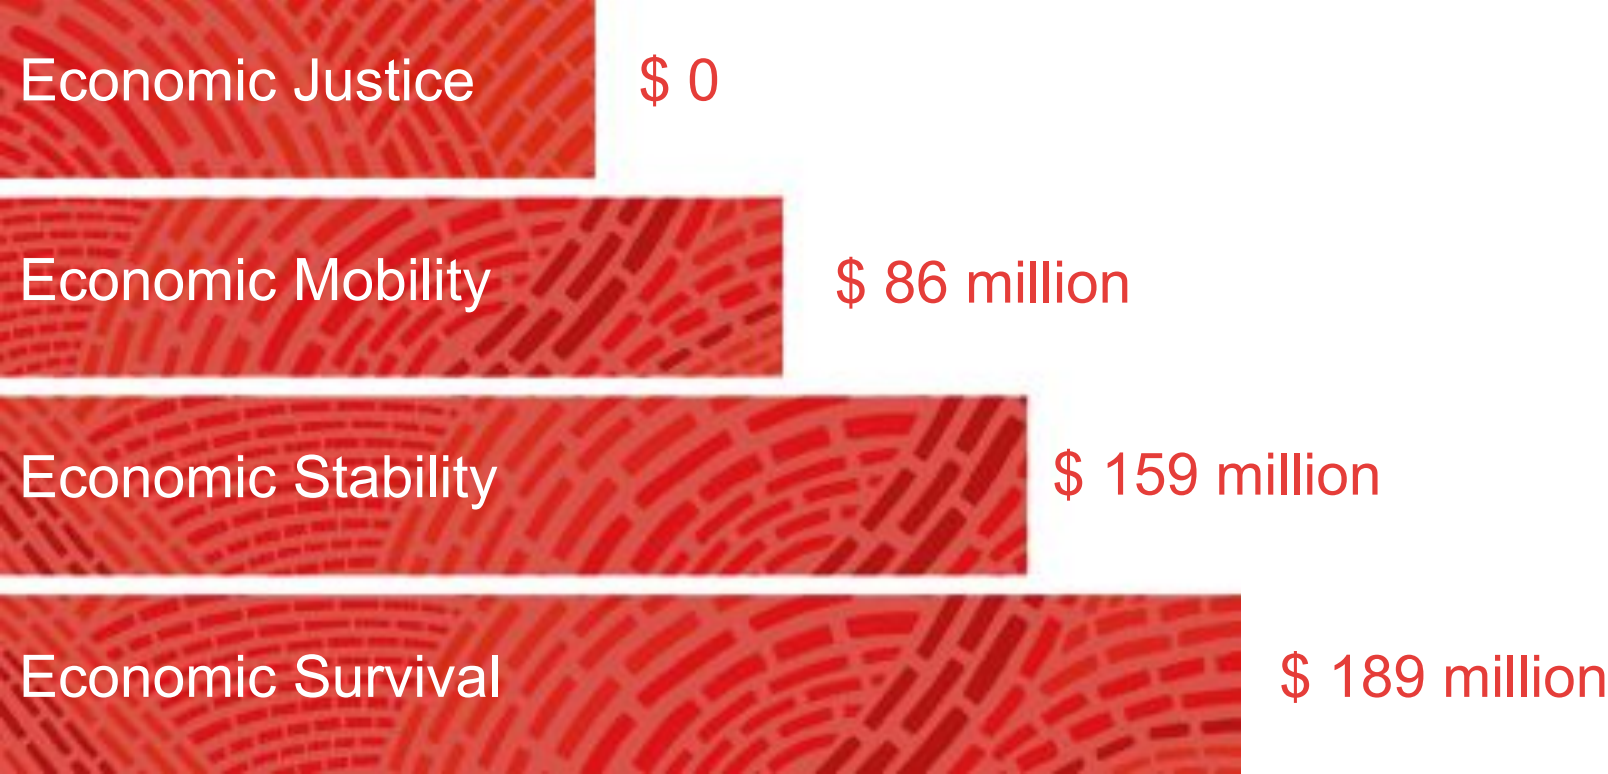 Economic Justice $ 0
Economic Mobility $ 86 million
Economic Stability $ 159 million
Economic Survival $ 189 million